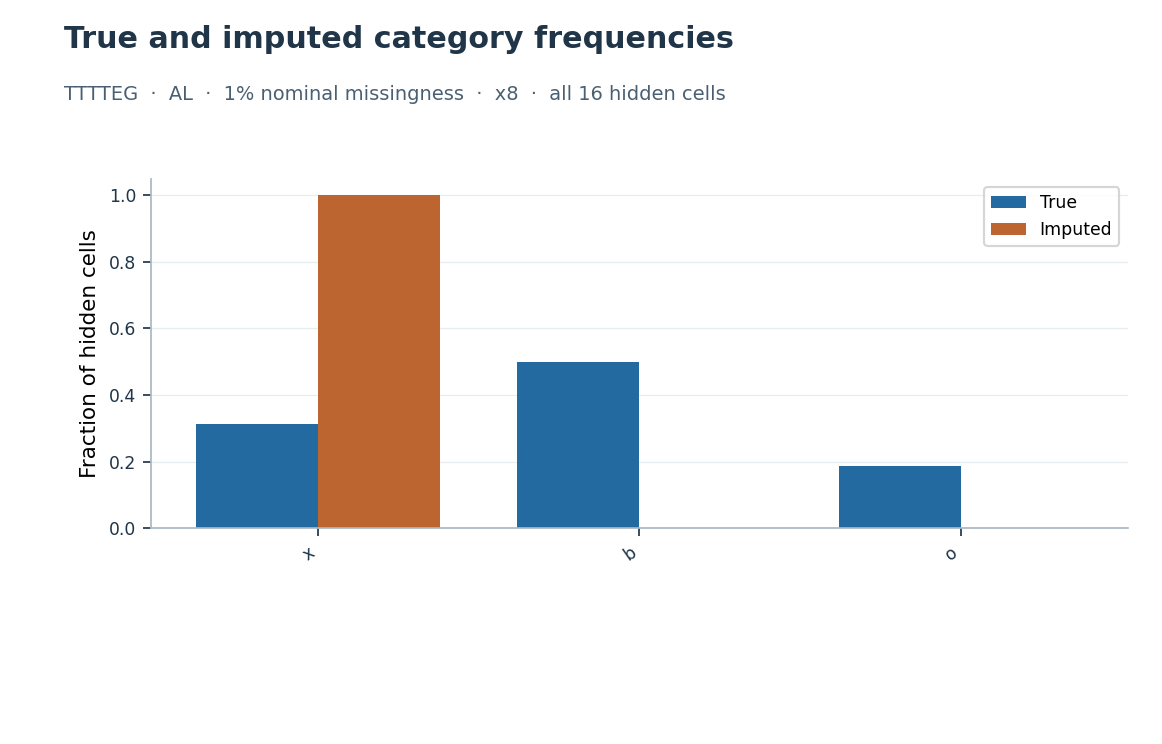 True and imputed category frequencies
TTTTEG · AL · 1% nominal missingness · x8 · all 16 hidden cells
True
Imputed
Fraction of hidden cells
1.0
0.8
0.6
0.4
0.2
0.0
x
b
o